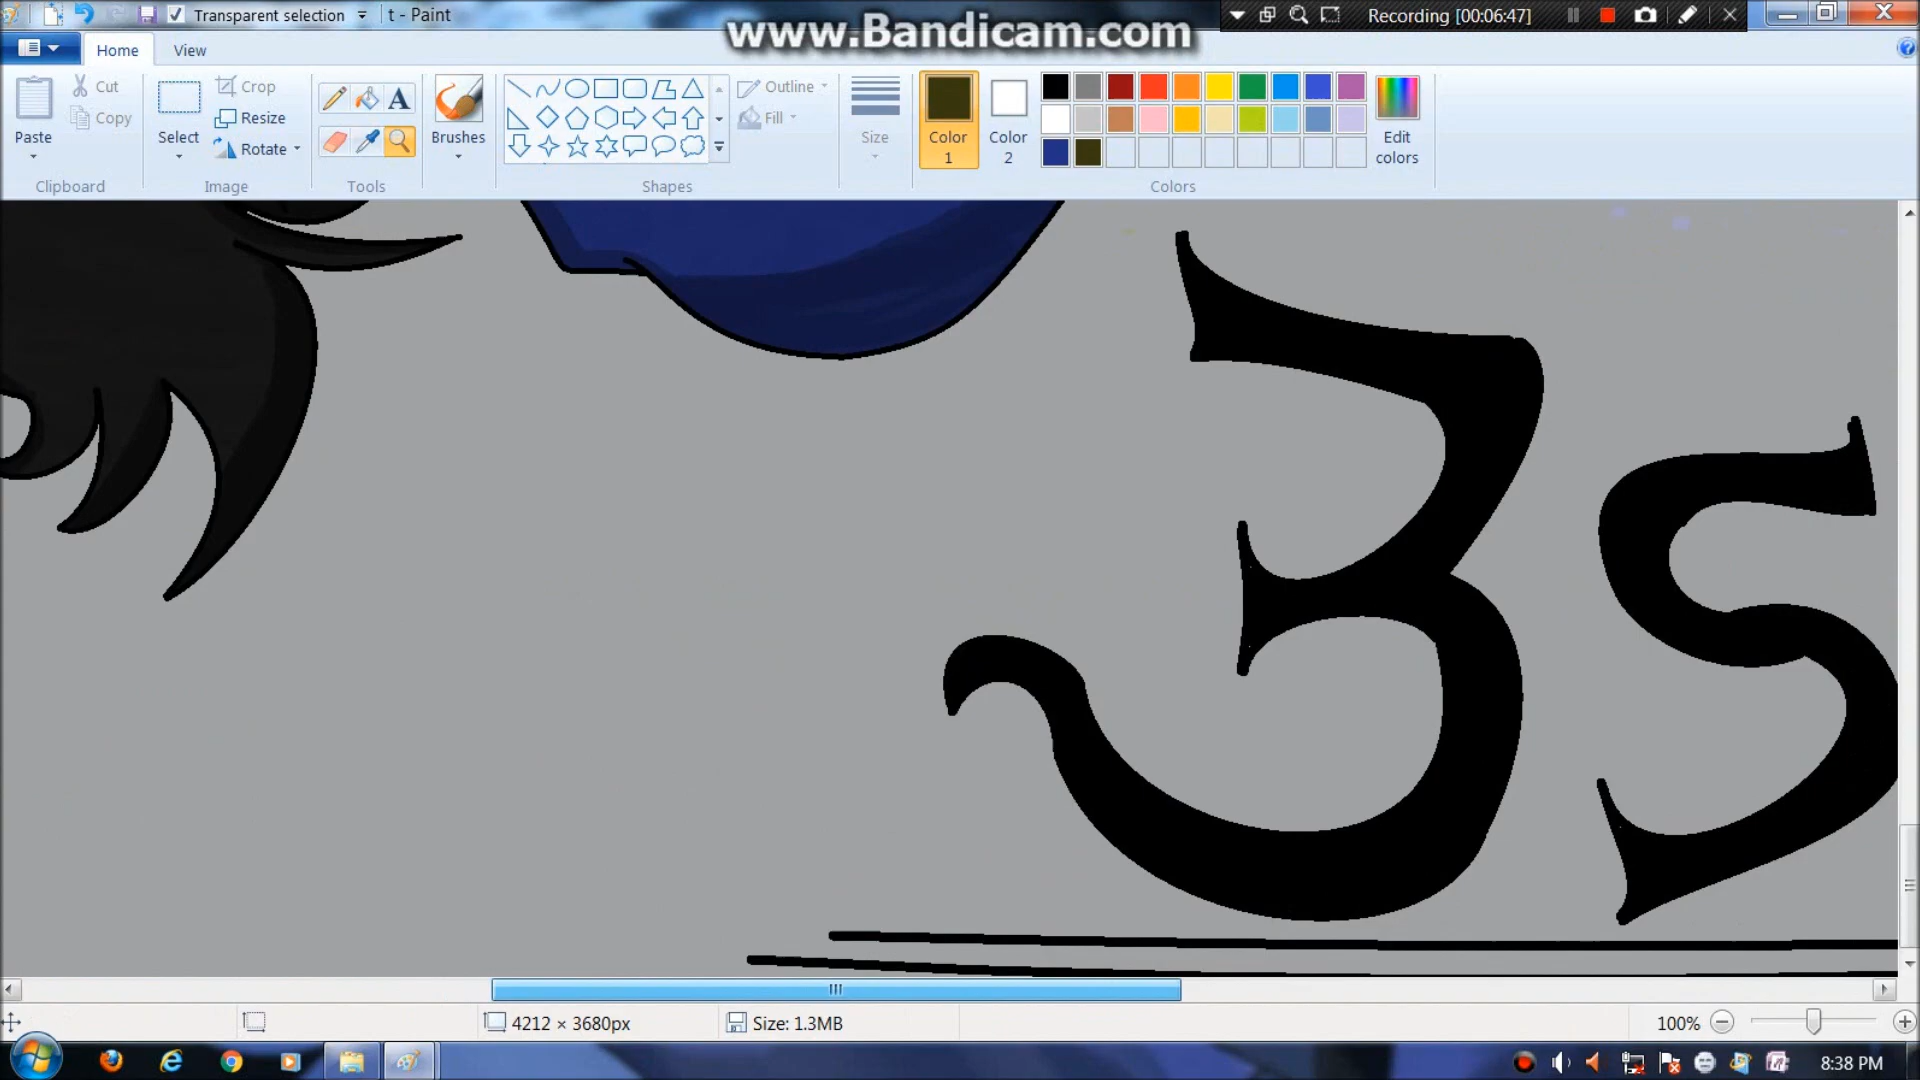 Transparent selection
t - Paint
www.Bandicam.com
Recording [00:06:47]
Home
View
Paste
Cut
Copy
Clipboard
Select
Crop
Resize
Rotate
Image
Tools
Brushes
Shapes
Outline
Fill
Size
Color 1
Color 2
Edit colors
Colors
3s
4212 × 3680px
Size: 1.3MB
100%
8:38 PM